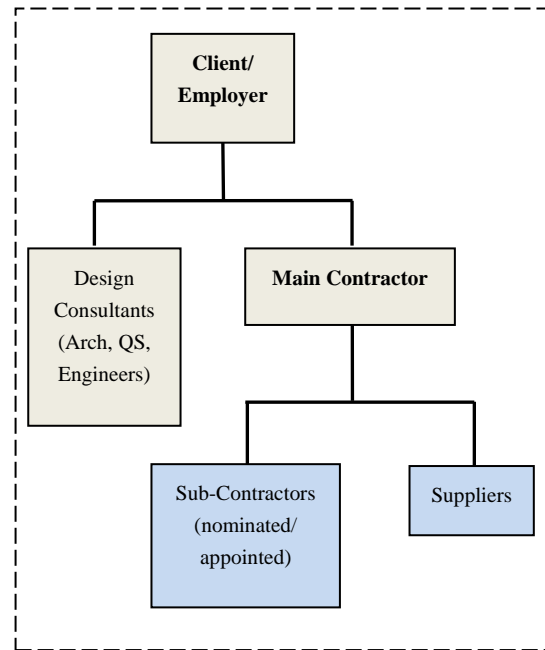 Client/
Employer
Design
Consultants
(Arch, QS,
Engineers)
Main Contractor
Sub-Contractors
(nominated/
appointed)
Suppliers